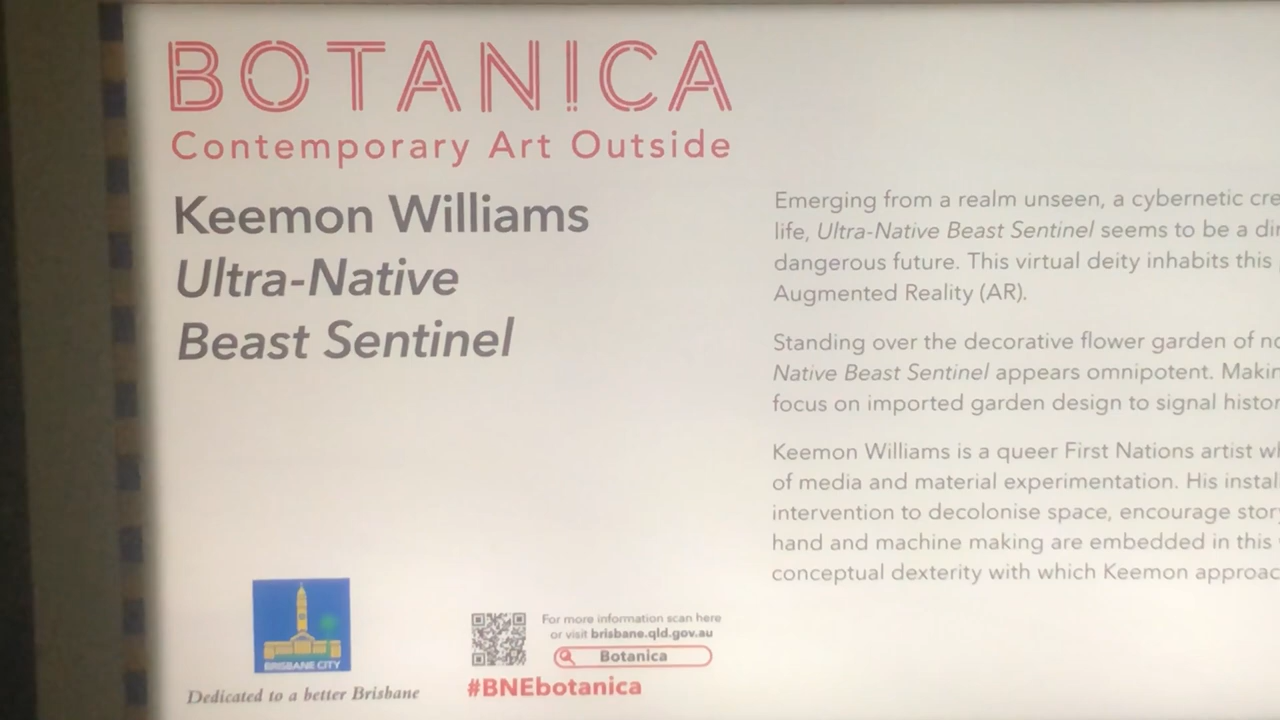 BOTANICA
Contemporary Art Outside
Keemon Williams
Ultra-Native
Beast Sentinel
Emerging from a realm unseen, a cybernetic
life, Ultra-Native Beast Sentinel seems to be a
dangerous future. This virtual deity inhabits this
Augmented Reality (AR).
Standing over the decorative flower garden of
Native Beast Sentinel appears omnipotent.
focus on imported garden design to signal
Keemon Williams is a queer First Nations artist
of media and material experimentation. His
intervention to decolonise space, encourage
hand and machine making are embedded in this
conceptual dexterity with which Keemon
BRISBANE CITY
Dedicated to a better Brisbane
For more information scan here
or visit brisbane.qld.gov.au
Botanica
#BNEbotanica